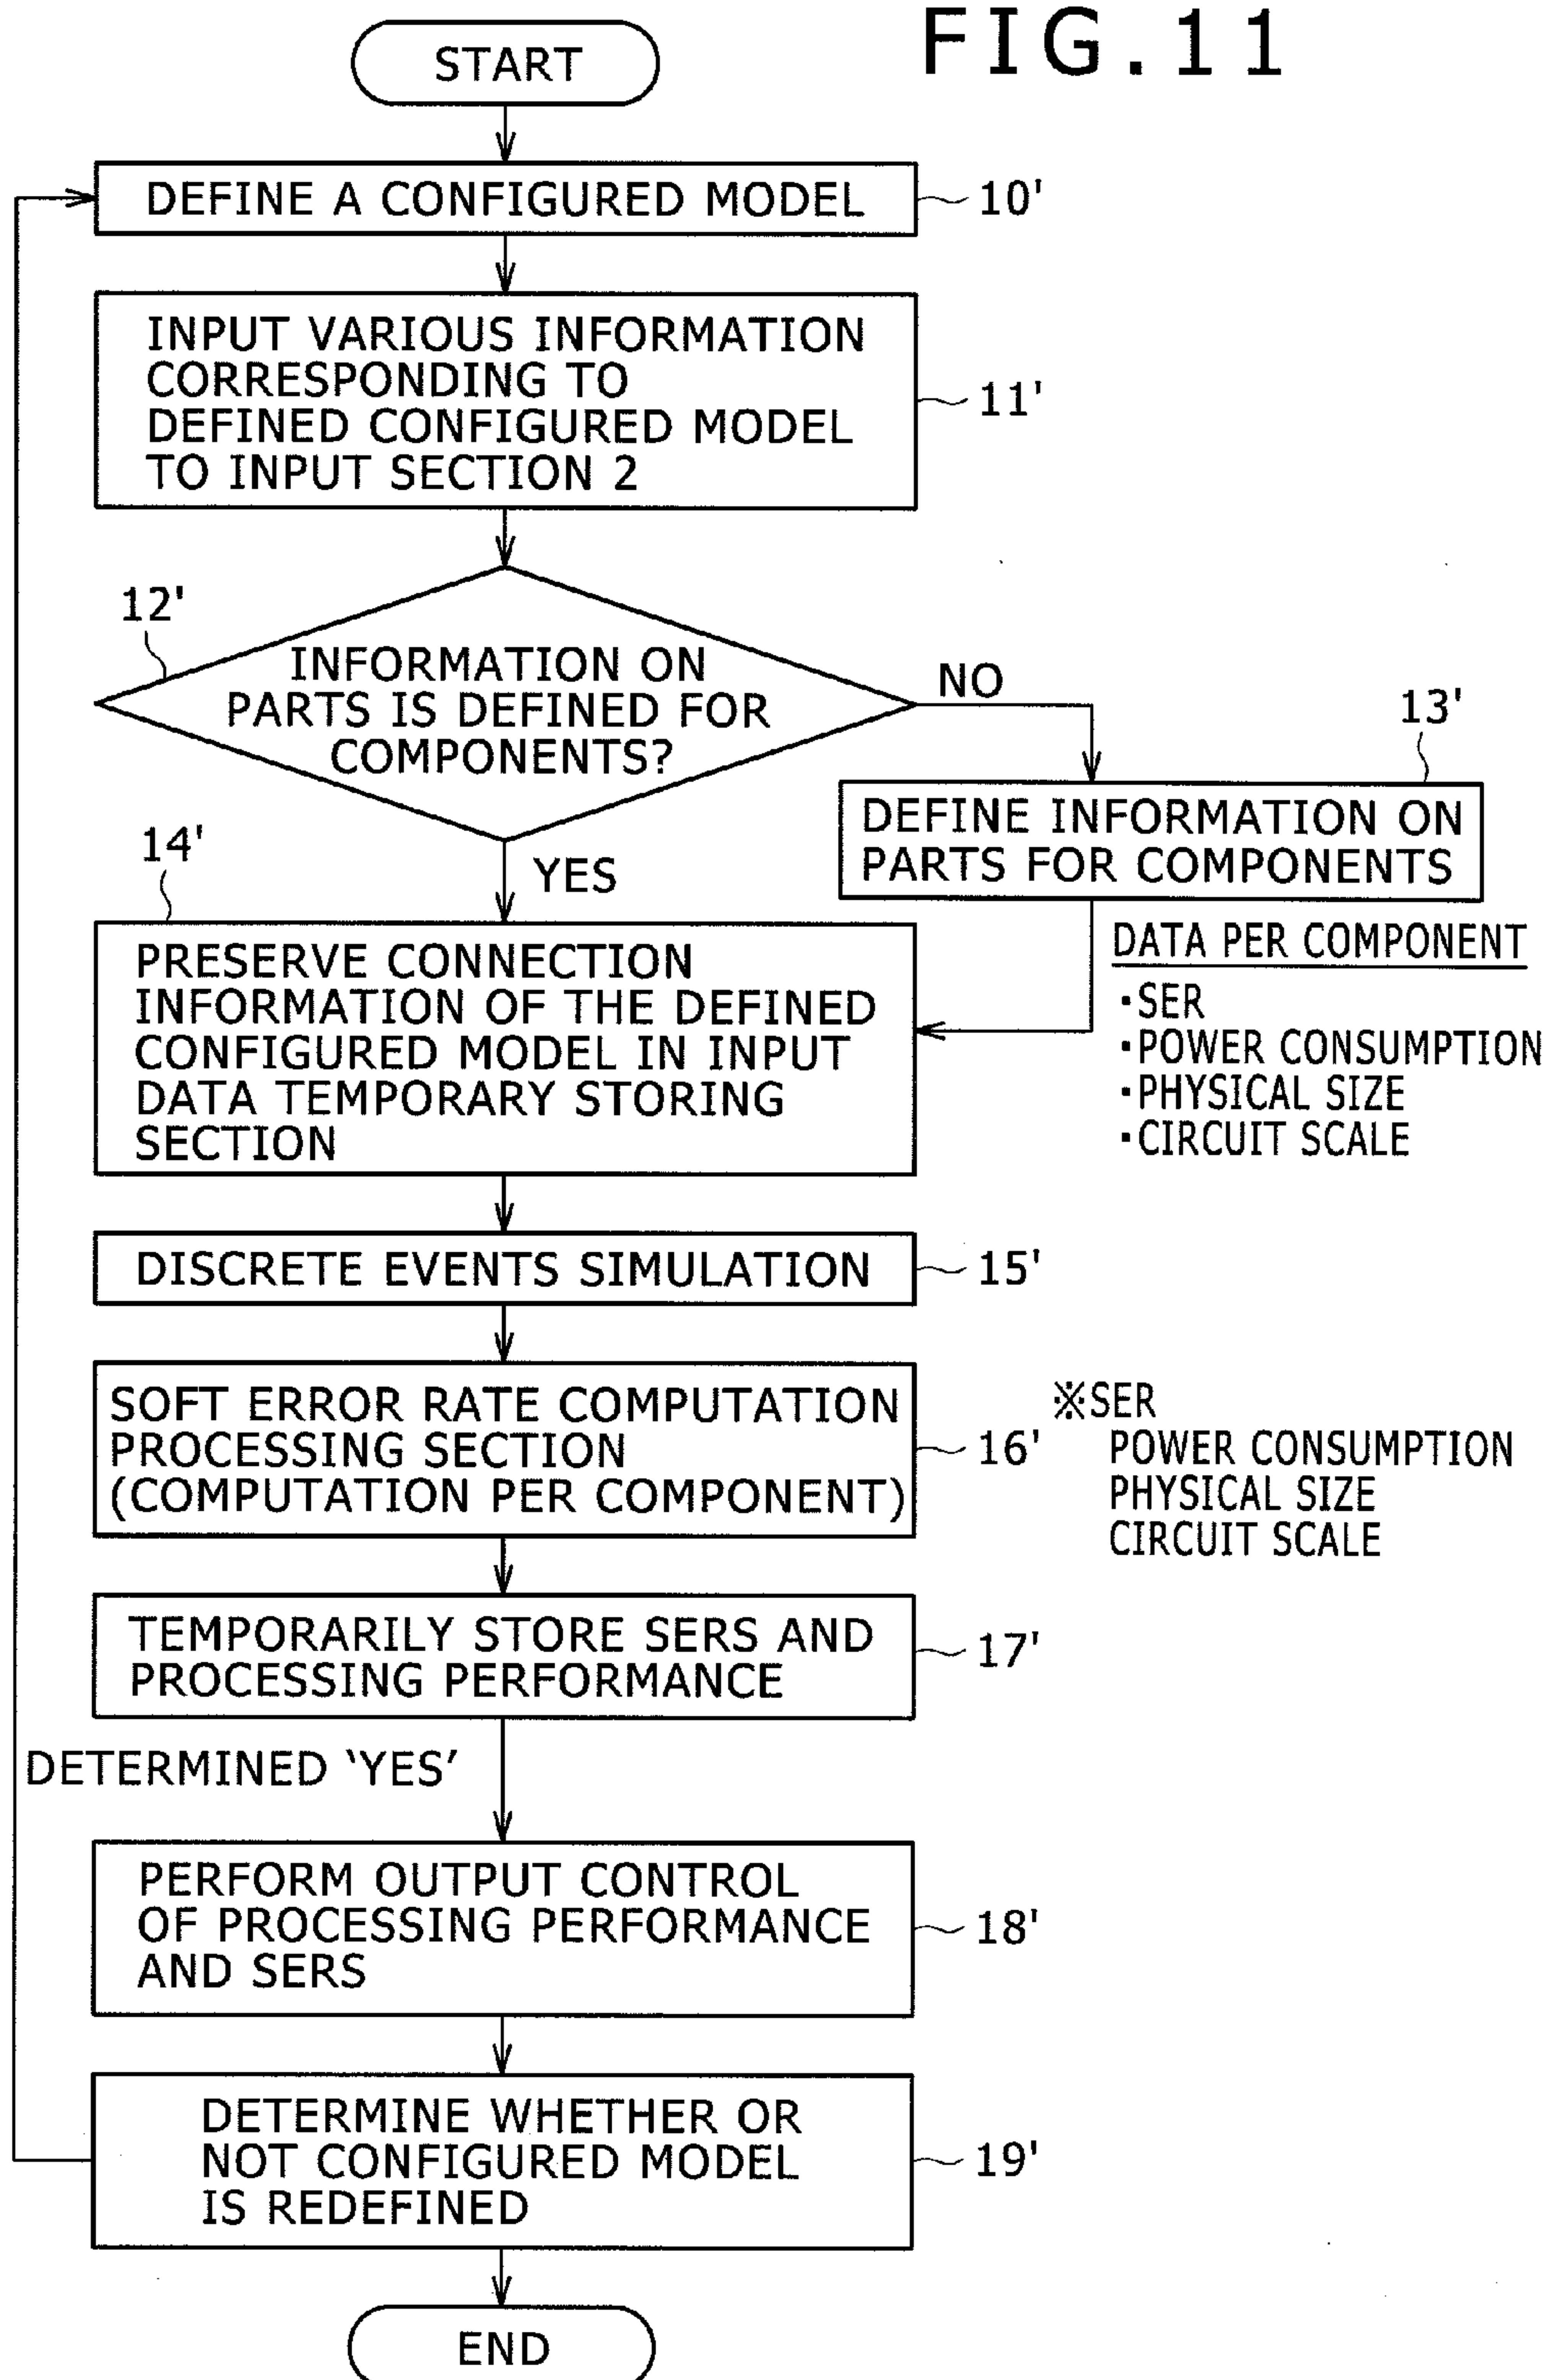 FIG.11
START
DEFINE A CONFIGURED MODEL
10'
INPUT VARIOUS INFORMATION
CORRESPONDING TO
DEFINED CONFIGURED MODEL
TO INPUT SECTION 2
11'
12'
INFORMATION ON
PARTS IS DEFINED FOR
COMPONENTS?
NO
13'
DEFINE INFORMATION ON
PARTS FOR COMPONENTS
YES
14'
PRESERVE CONNECTION
INFORMATION OF THE DEFINED
CONFIGURED MODEL IN INPUT
DATA TEMPORARY STORING
SECTION
DATA PER COMPONENT
・SER
・POWER CONSUMPTION
・PHYSICAL SIZE
・CIRCUIT SCALE
DISCRETE EVENTS SIMULATION
15'
SOFT ERROR RATE COMPUTATION
PROCESSING SECTION
(COMPUTATION PER COMPONENT)
16'
※SER
POWER CONSUMPTION
PHYSICAL SIZE
CIRCUIT SCALE
TEMPORARILY STORE SERS AND
PROCESSING PERFORMANCE
17'
DETERMINED ‘YES’
PERFORM OUTPUT CONTROL
OF PROCESSING PERFORMANCE
AND SERS
18'
DETERMINE WHETHER OR
NOT CONFIGURED MODEL
IS REDEFINED
19'
END